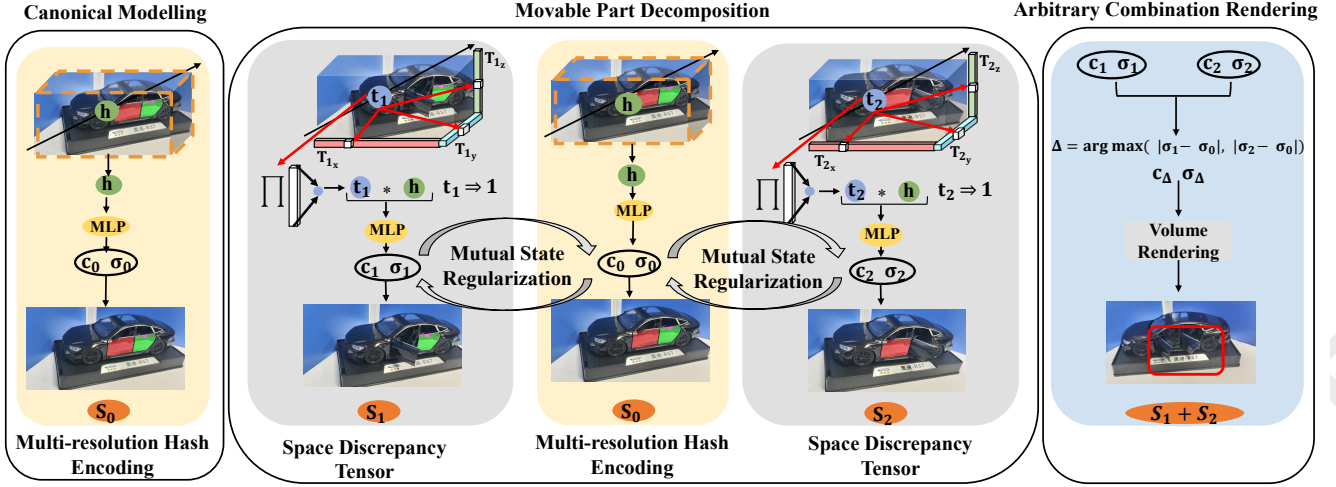 Canonical Modelling
h
h
MLP
c₀ σ₀
S₀
Multi-resolution Hash
Encoding
Movable Part Decomposition
t₁
T₁z
T₁x
T₁y
∏
t₁ * h t₁ ⇒ 1
MLP
c₁ σ₁
S₁
Space Discrepancy
Tensor
Mutual State
Regularization
h
h
MLP
c₀ σ₀
S₀
Multi-resolution Hash
Encoding
Mutual State
Regularization
t₂
T₂z
T₂x
T₂y
∏
t₂ * h t₂ ⇒ 1
MLP
c₂ σ₂
S₂
Space Discrepancy
Tensor
Arbitrary Combination Rendering
c₁ σ₁ c₂ σ₂
Δ = arg max( |σ₁− σ₀|, |σ₂− σ₀|)
c_Δ σ_Δ
Volume
Rendering
S₁ + S₂